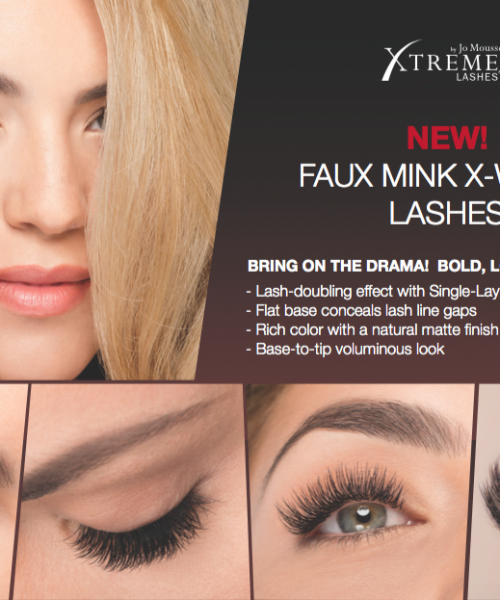 by Jo Mousse
XTREME
LASHES
NEW!
FAUX MINK X-
LASHES
BRING ON THE DRAMA! BOLD, L
- Lash-doubling effect with Single-Lay
- Flat base conceals lash line gaps
- Rich color with a natural matte finish
- Base-to-tip voluminous look